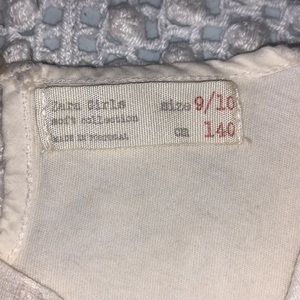 Zara Girls size 9/10
soft collection
MADE IN PORTUGAL cm 140